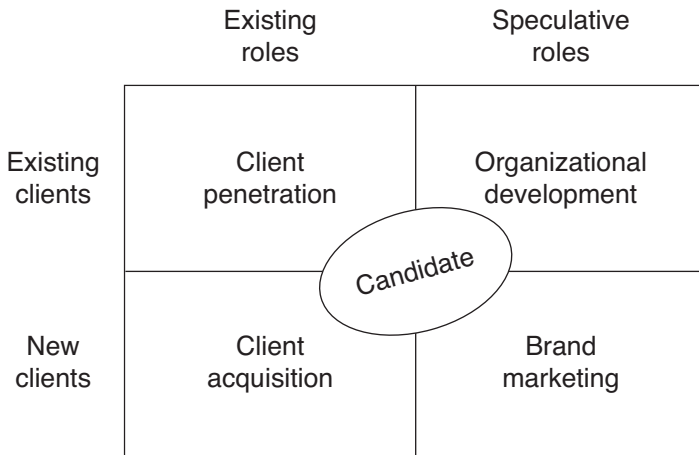 Existing
roles
Speculative
roles
Existing
clients
Client
penetration
Organizational
development
Candidate
New
clients
Client
acquisition
Brand
marketing